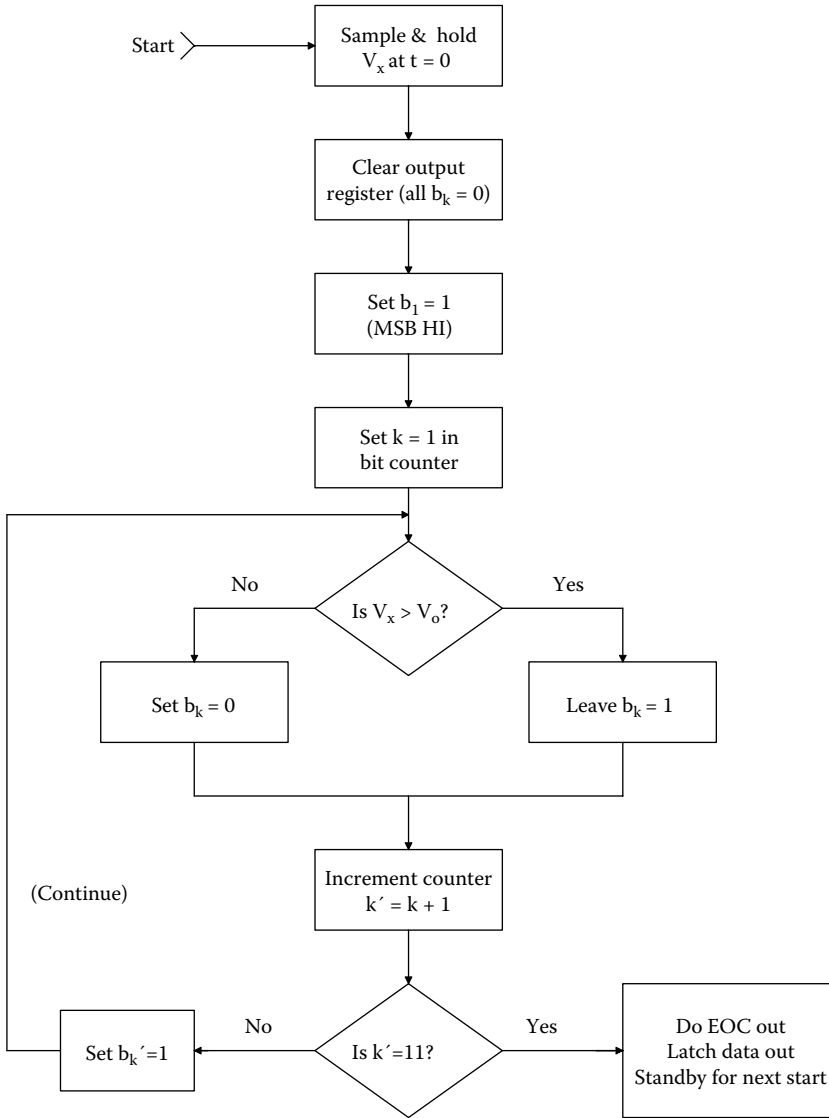 Start
Sample & hold
Vₓ at t = 0
Clear output
register (all bₖ = 0)
Set b₁ = 1
(MSB HI)
Set k = 1 in
bit counter
No
Yes
Is Vₓ > Vₒ?
Set bₖ = 0
Leave bₖ = 1
(Continue)
Increment counter
k´ = k + 1
No
Yes
Set bₖ´=1
Is k´=11?
Do EOC out
Latch data out
Standby for next start